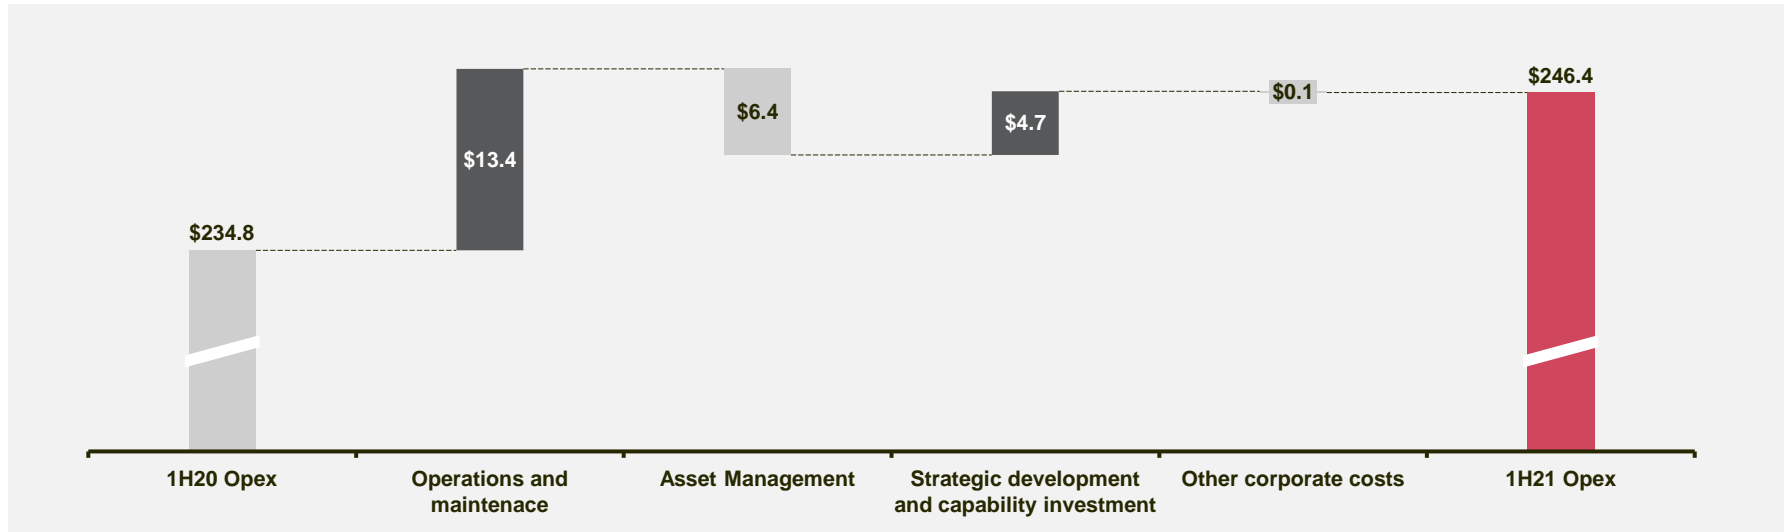 $234.8
$13.4
$6.4
$4.7
$0.1
$246.4
1H20 Opex
Operations and
maintenace
Asset Management
Strategic development
and capability investment
Other corporate costs
1H21 Opex